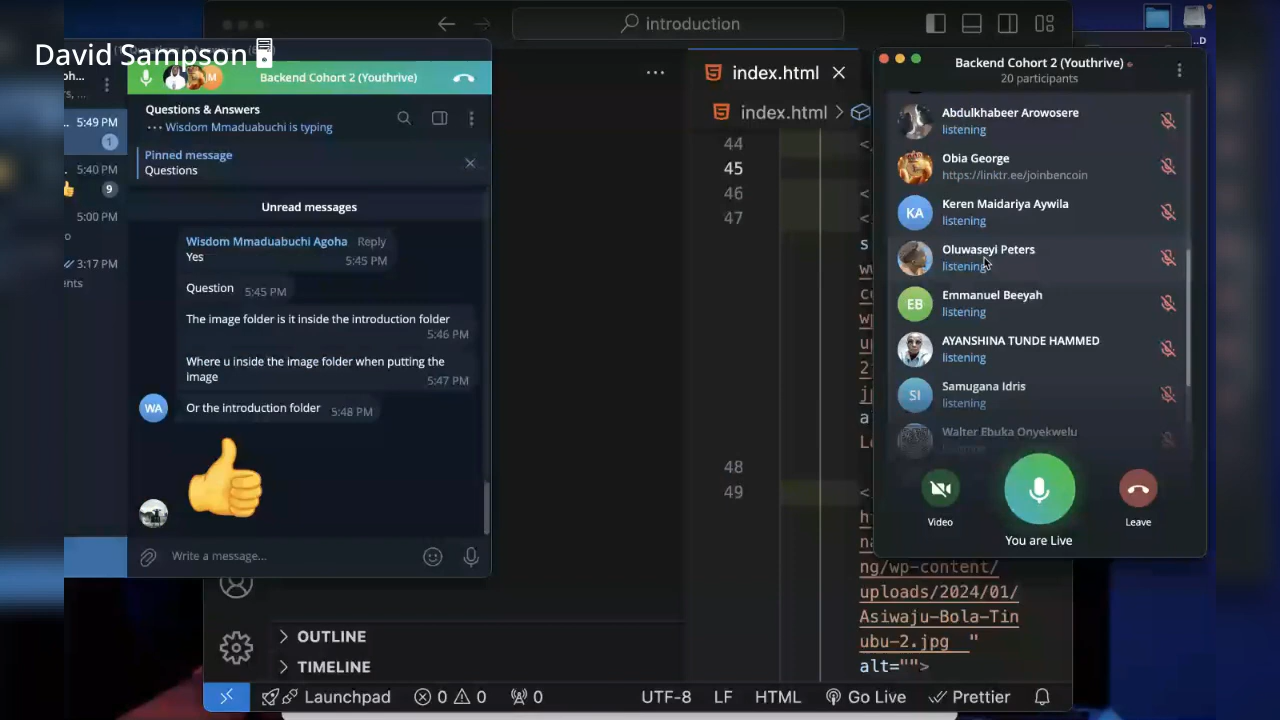 David Sampson
oh...
s, ...
... 5:49 PM
1
. 5:40 PM
9
5:00 PM
o
3:17 PM
ents
M
Backend Cohort 2 (Youthrive)
Questions & Answers
Wisdom Mmaduabuchi is typing
Pinned message
Questions
Unread messages
Wisdom Mmaduabuchi Agoha Reply
Yes
5:45 PM
Question 5:45 PM
The image folder is it inside the introduction folder
5:46 PM
Where u inside the image folder when putting the
image
5:47 PM
WA
Or the introduction folder 5:48 PM
Write a message...
introduction
index.html
index.html >
44 </
45
46 <
47 <
s
a
48
49 <
h
ng/wp-content/
uploads/2024/01/
Asiwaju-Bola-Tin
ubu-2.jpg "
alt="">
OUTLINE
TIMELINE
Launchpad 0 0 0 UTF-8 LF HTML Go Live Prettier
..D
Backend Cohort 2 (Youthrive)
20 participants
Abdulkhabeer Arowosere
listening
Obia George
https://linktr.ee/joinbencoin
KA
Keren Maidariya Aywila
listening
Oluwaseyi Peters
listening
EB
Emmanuel Beeyah
listening
AYANSHINA TUNDE HAMMED
listening
SI
Samugana Idris
listening
Walter Ebuka Onyekwelu
Video
Leave
You are Live